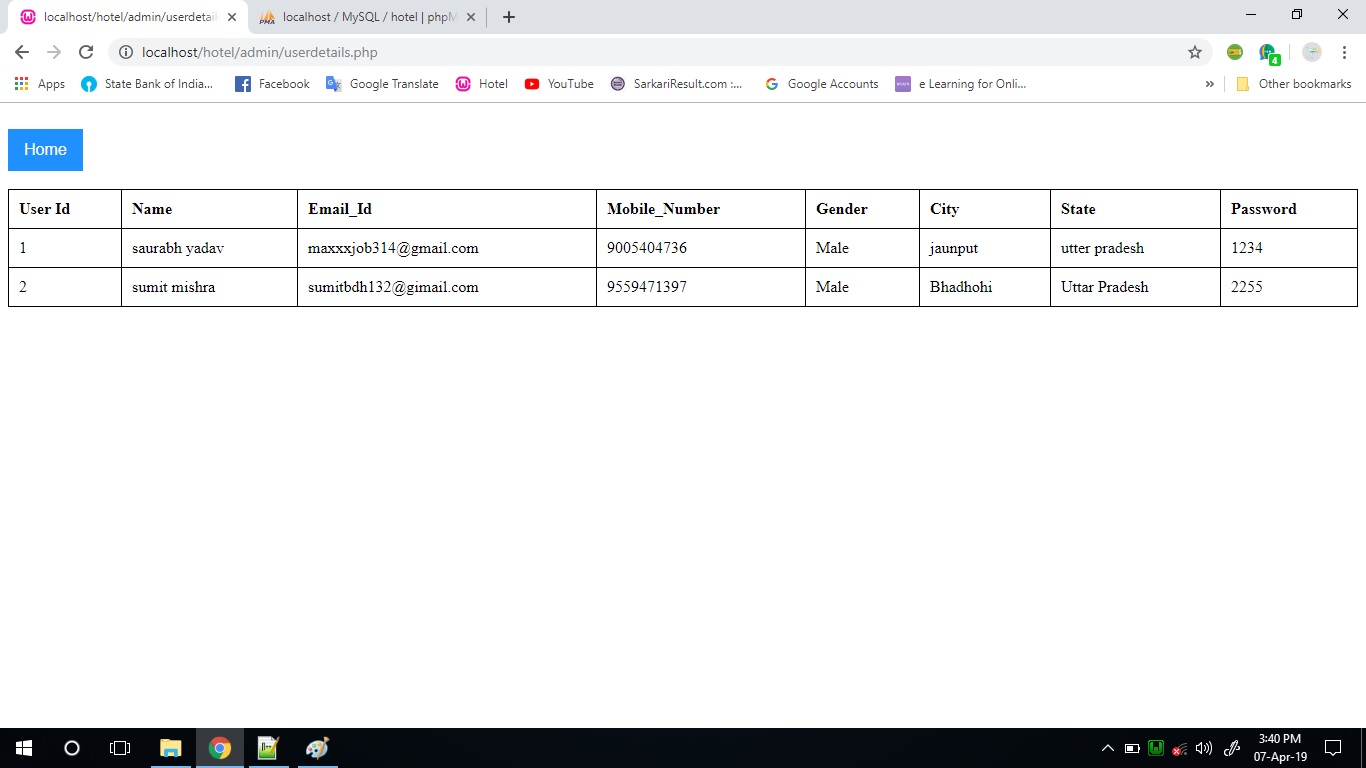 localhost/hotel/admin/userdetail
localhost / MySQL / hotel | phpM
localhost/hotel/admin/userdetails.php
4
Apps State Bank of India... Facebook Google Translate Hotel YouTube SarkariResult.com :... Google Accounts e Learning for Onli... » Other bookmarks
Home
User Id Name Email_Id Mobile_Number Gender City State Password
1 saurabh yadav maxxxjob314@gmail.com 9005404736 Male jaunput utter pradesh 1234
2 sumit mishra sumitbdh132@gimail.com 9559471397 Male Bhadhohi Uttar Pradesh 2255
3:40 PM
07-Apr-19